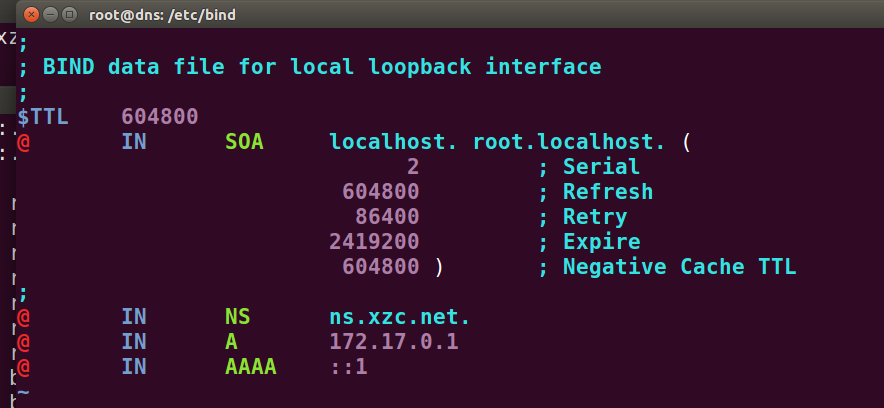 root@dns: /etc/bind
;
; BIND data file for local loopback interface
;
$TTL 604800
@ IN SOA localhost. root.localhost. (
2 ; Serial
604800 ; Refresh
86400 ; Retry
2419200 ; Expire
604800 ) ; Negative Cache TTL
;
@ IN NS ns.xzc.net.
@ IN A 172.17.0.1
@ IN AAAA ::1
~